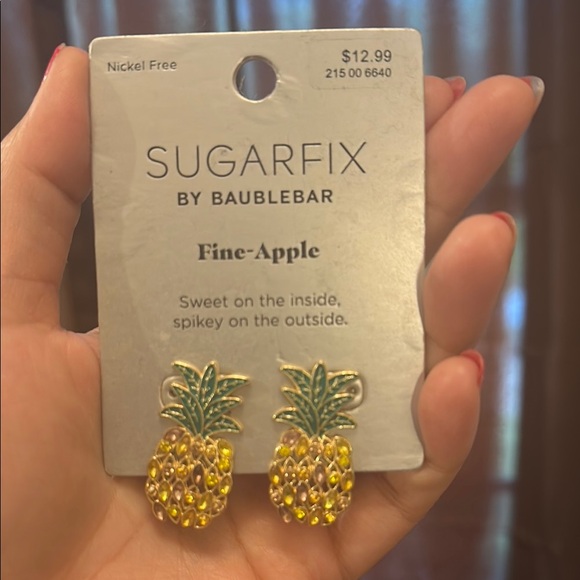 Nickel Free
$12.99
215 00 6640
SUGARFIX
BY BAUBLEBAR
Fine-Apple
Sweet on the inside,
spikey on the outside.